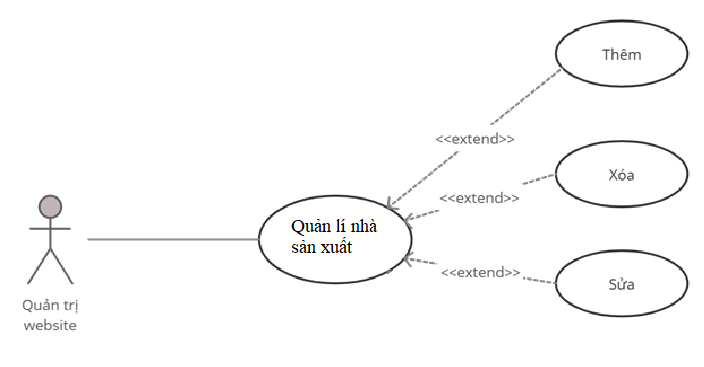 Thêm
<<extend>>
Xóa
<<extend>>
Quản lí nhà
sản xuất
<<extend>>
Sửa
Quản trị
website